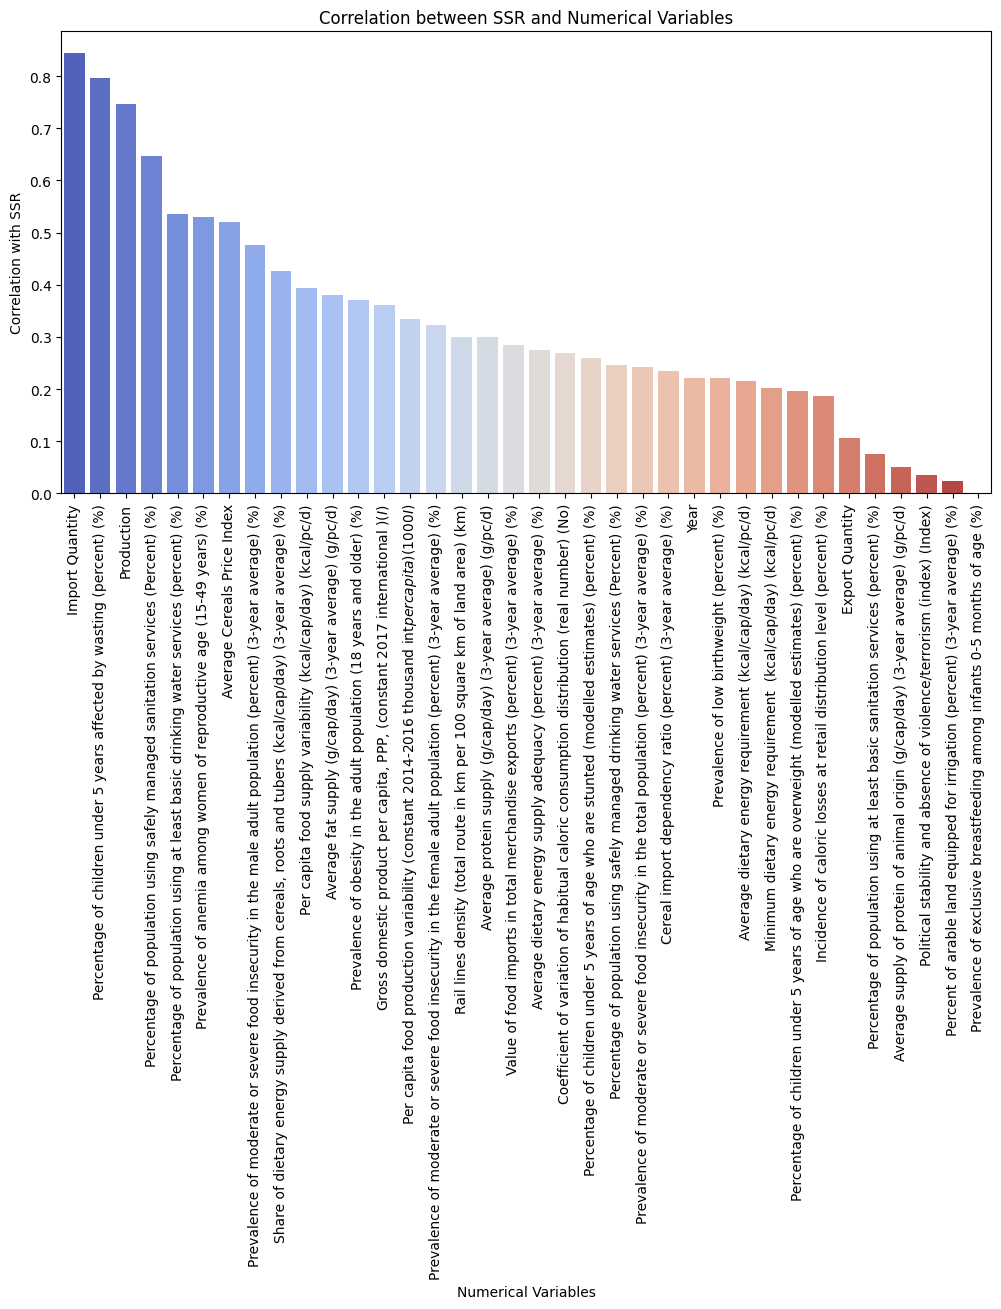 Correlation between SSR and Numerical Variables
Correlation with SSR
0.8
0.7
0.6
0.5
0.4
0.3
0.2
0.1
0.0
Import Quantity
Percentage of children under 5 years affected by wasting (percent) (%)
Production
Percentage of population using safely managed sanitation services (Percent) (%)
Percentage of population using at least basic drinking water services (percent) (%)
Prevalence of anemia among women of reproductive age (15-49 years) (%)
Average Cereals Price Index
Prevalence of moderate or severe food insecurity in the male adult population (percent) (3-year average) (%)
Share of dietary energy supply derived from cereals, roots and tubers (kcal/cap/day) (3-year average) (%)
Per capita food supply variability (kcal/cap/day) (kcal/pc/d)
Average fat supply (g/cap/day) (3-year average) (g/pc/d)
Prevalence of obesity in the adult population (18 years and older) (%)
Gross domestic product per capita, PPP, (constant 2017 international )(I)
Per capita food production variability (constant 2014-2016 thousand intpercapita)(1000I)
Prevalence of moderate or severe food insecurity in the female adult population (percent) (3-year average) (%)
Rail lines density (total route in km per 100 square km of land area) (km)
Average protein supply (g/cap/day) (3-year average) (g/pc/d)
Value of food imports in total merchandise exports (percent) (3-year average) (%)
Average dietary energy supply adequacy (percent) (3-year average) (%)
Coefficient of variation of habitual caloric consumption distribution (real number) (No)
Percentage of children under 5 years of age who are stunted (modelled estimates) (percent) (%)
Percentage of population using safely managed drinking water services (Percent) (%)
Prevalence of moderate or severe food insecurity in the total population (percent) (3-year average) (%)
Cereal import dependency ratio (percent) (3-year average) (%)
Year
Prevalence of low birthweight (percent) (%)
Average dietary energy requirement (kcal/cap/day) (kcal/pc/d)
Minimum dietary energy requirement  (kcal/cap/day) (kcal/pc/d)
Percentage of children under 5 years of age who are overweight (modelled estimates) (percent) (%)
Incidence of caloric losses at retail distribution level (percent) (%)
Export Quantity
Percentage of population using at least basic sanitation services (percent) (%)
Average supply of protein of animal origin (g/cap/day) (3-year average) (g/pc/d)
Political stability and absence of violence/terrorism (index) (Index)
Percent of arable land equipped for irrigation (percent) (3-year average) (%)
Prevalence of exclusive breastfeeding among infants 0-5 months of age (%)
Numerical Variables